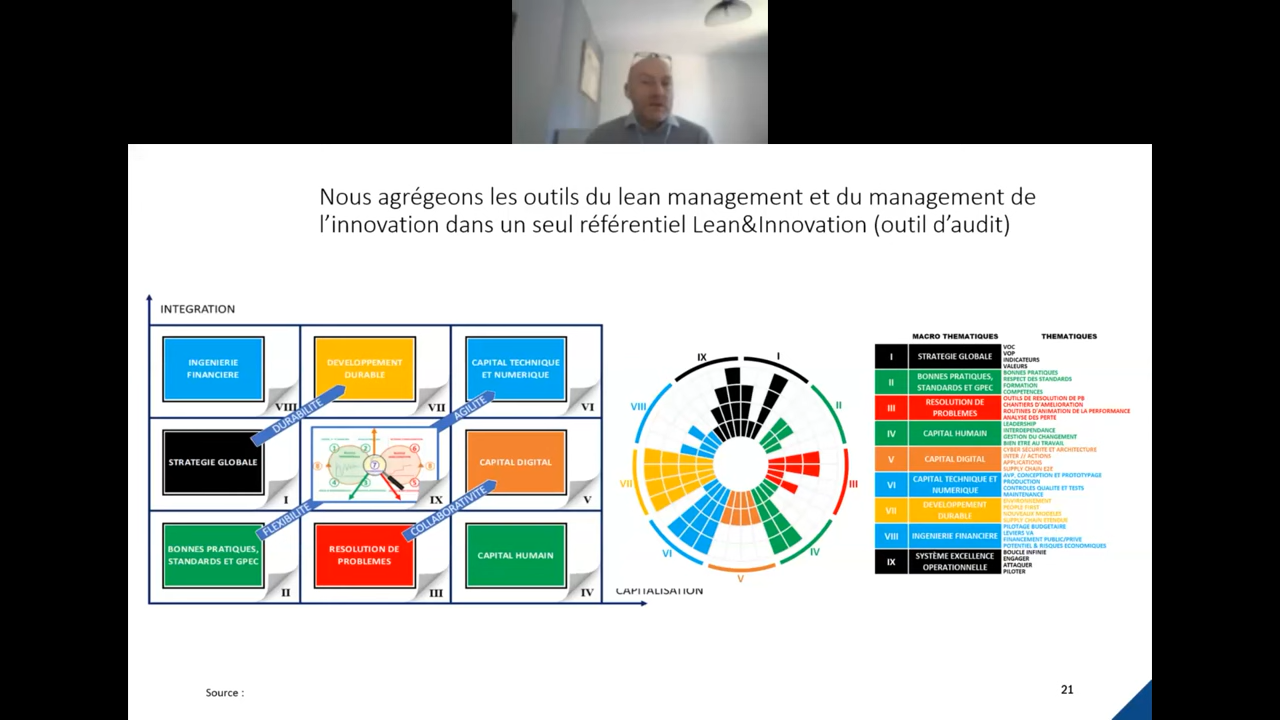 Nous agrégeons les outils du lean management et du management de
l'innovation dans un seul référentiel Lean&Innovation (outil d'audit)
INTEGRATION
INGENIERIE
FINANCIERE
VIII
DEVELOPPEMENT
DURABLE
VII
CAPITAL TECHNIQUE
ET NUMERIQUE
VI
DURABILITE
AGILITE
STRATEGIE GLOBALE
I
IX
CAPITAL DIGITAL
V
FLEXIBILITE
COLLABORATIVITE
BONNES PRATIQUES,
STANDARDS ET GPEC
II
RESOLUTION DE
PROBLEMES
III
CAPITAL HUMAIN
IV
CAPITALISATION
IX
I
VIII
II
VII
III
VI
IV
V
MACRO THEMATIQUES
THEMATIQUES
I
STRATEGIE GLOBALE
VOC
VOP
INDICATEURS
VALEURS
II
BONNES PRATIQUES,
STANDARDS ET GPEC
BONNES PRATIQUES
RESPECT DES STANDARDS
FORMATION
COMPETENCES
III
RESOLUTION DE
PROBLEMES
OUTILS DE RESOLUTION DE PB
CHANTIERS D'AMÉLIORATION
ROUTINES D'ANIMATION DE LA PERFORMANCE
ANALYSE DES PERTE
IV
CAPITAL HUMAIN
LEADERSHIP
INTERDEPENDANCE
GESTION DU CHANGEMENT
BIEN ETRE AU TRAVAIL
V
CAPITAL DIGITAL
CYBER SECURITE ET ARCHITECTURE
INTER // ACTIONS
APPLICATIONS
SUPPLY CHAIN E2E
VI
CAPITAL TECHNIQUE ET
NUMERIQUE
AVP, CONCEPTION ET PROTOTYPAGE
PRODUCTION
CONTROLES QUALITE ET TESTS
MAINTENANCE
VII
DEVELOPPEMENT
DURABLE
ENVIRONNEMENT
PEOPLE FIRST
NOUVEAUX MODELES
SUPPLY CHAIN ETENDUE
VIII
INGENIERIE FINANCIERE
PILOTAGE BUDGETAIRE
LEVIERS VA
FINANCEMENT PUBLIC/PRIVE
POTENTIEL & RISQUES ECONOMIQUES
IX
SYSTÈME EXCELLENCE
OPERATIONNELLE
BOUCLE INFINIE
ENGAGER
ATTAQUER
PILOTER
Source :
21